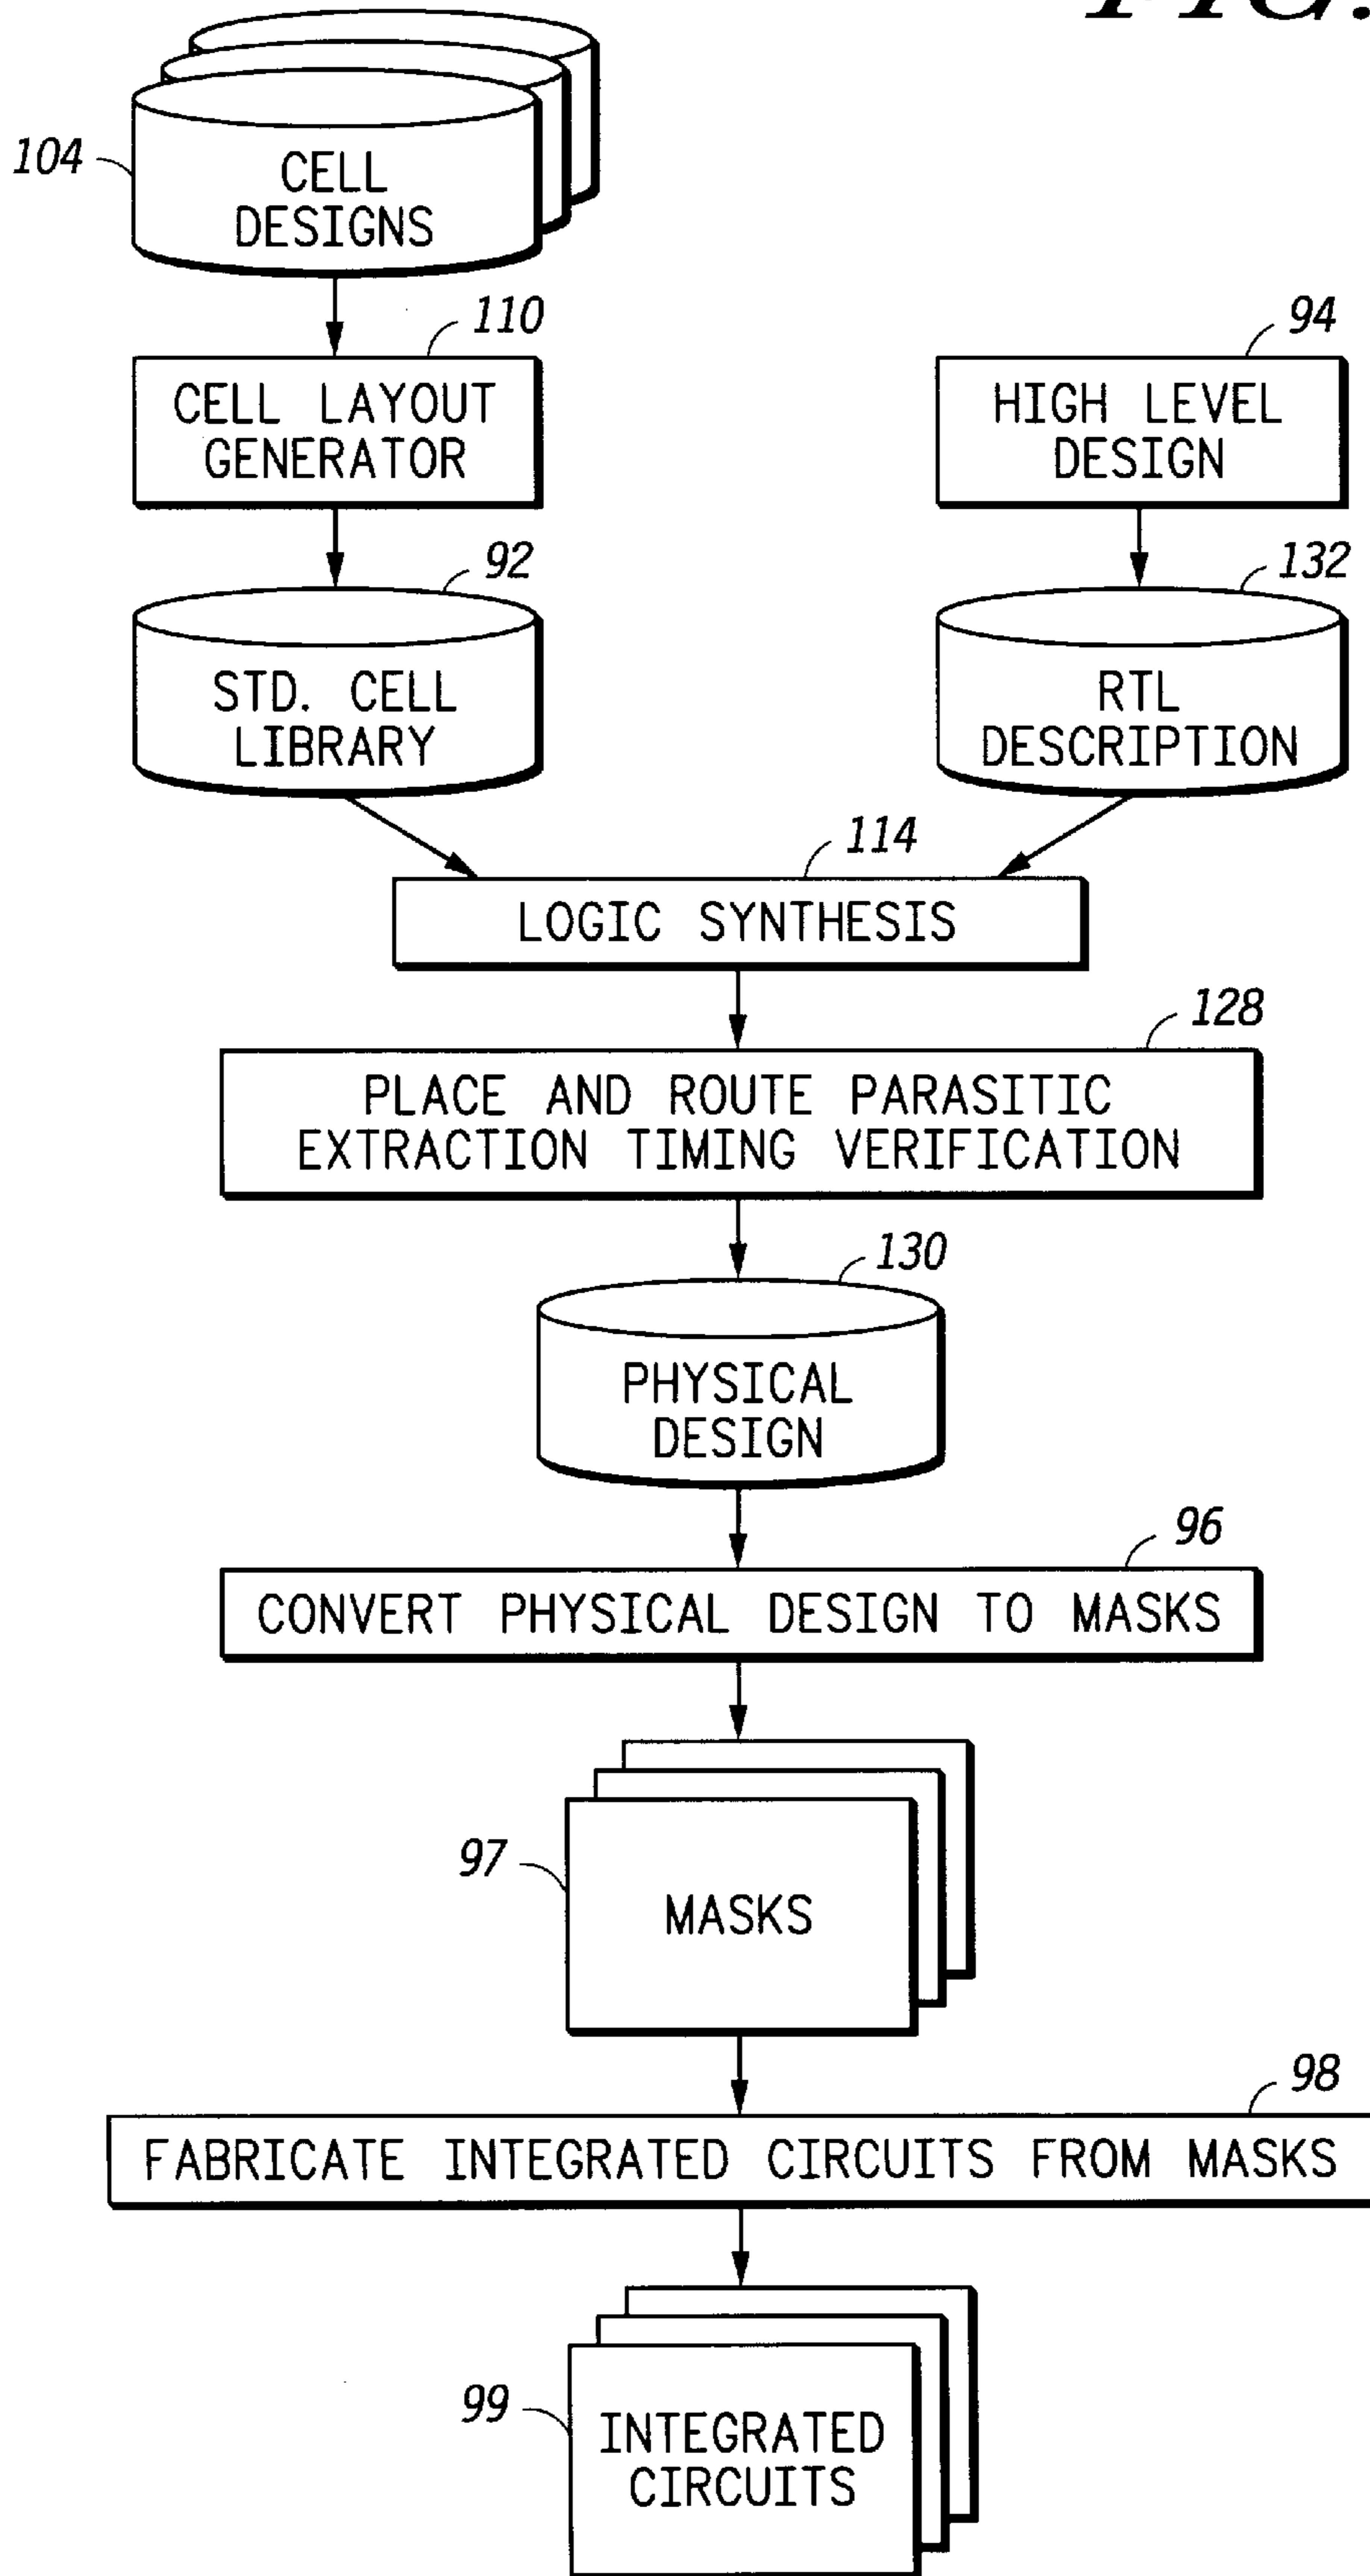 FIG.
104
CELL
DESIGNS
110
94
CELL LAYOUT
GENERATOR
HIGH LEVEL
DESIGN
92
132
STD. CELL
LIBRARY
RTL
DESCRIPTION
114
LOGIC SYNTHESIS
128
PLACE AND ROUTE PARASITIC
EXTRACTION TIMING VERIFICATION
130
PHYSICAL
DESIGN
96
CONVERT PHYSICAL DESIGN TO MASKS
97
MASKS
98
FABRICATE INTEGRATED CIRCUITS FROM MASKS
99
INTEGRATED
CIRCUITS